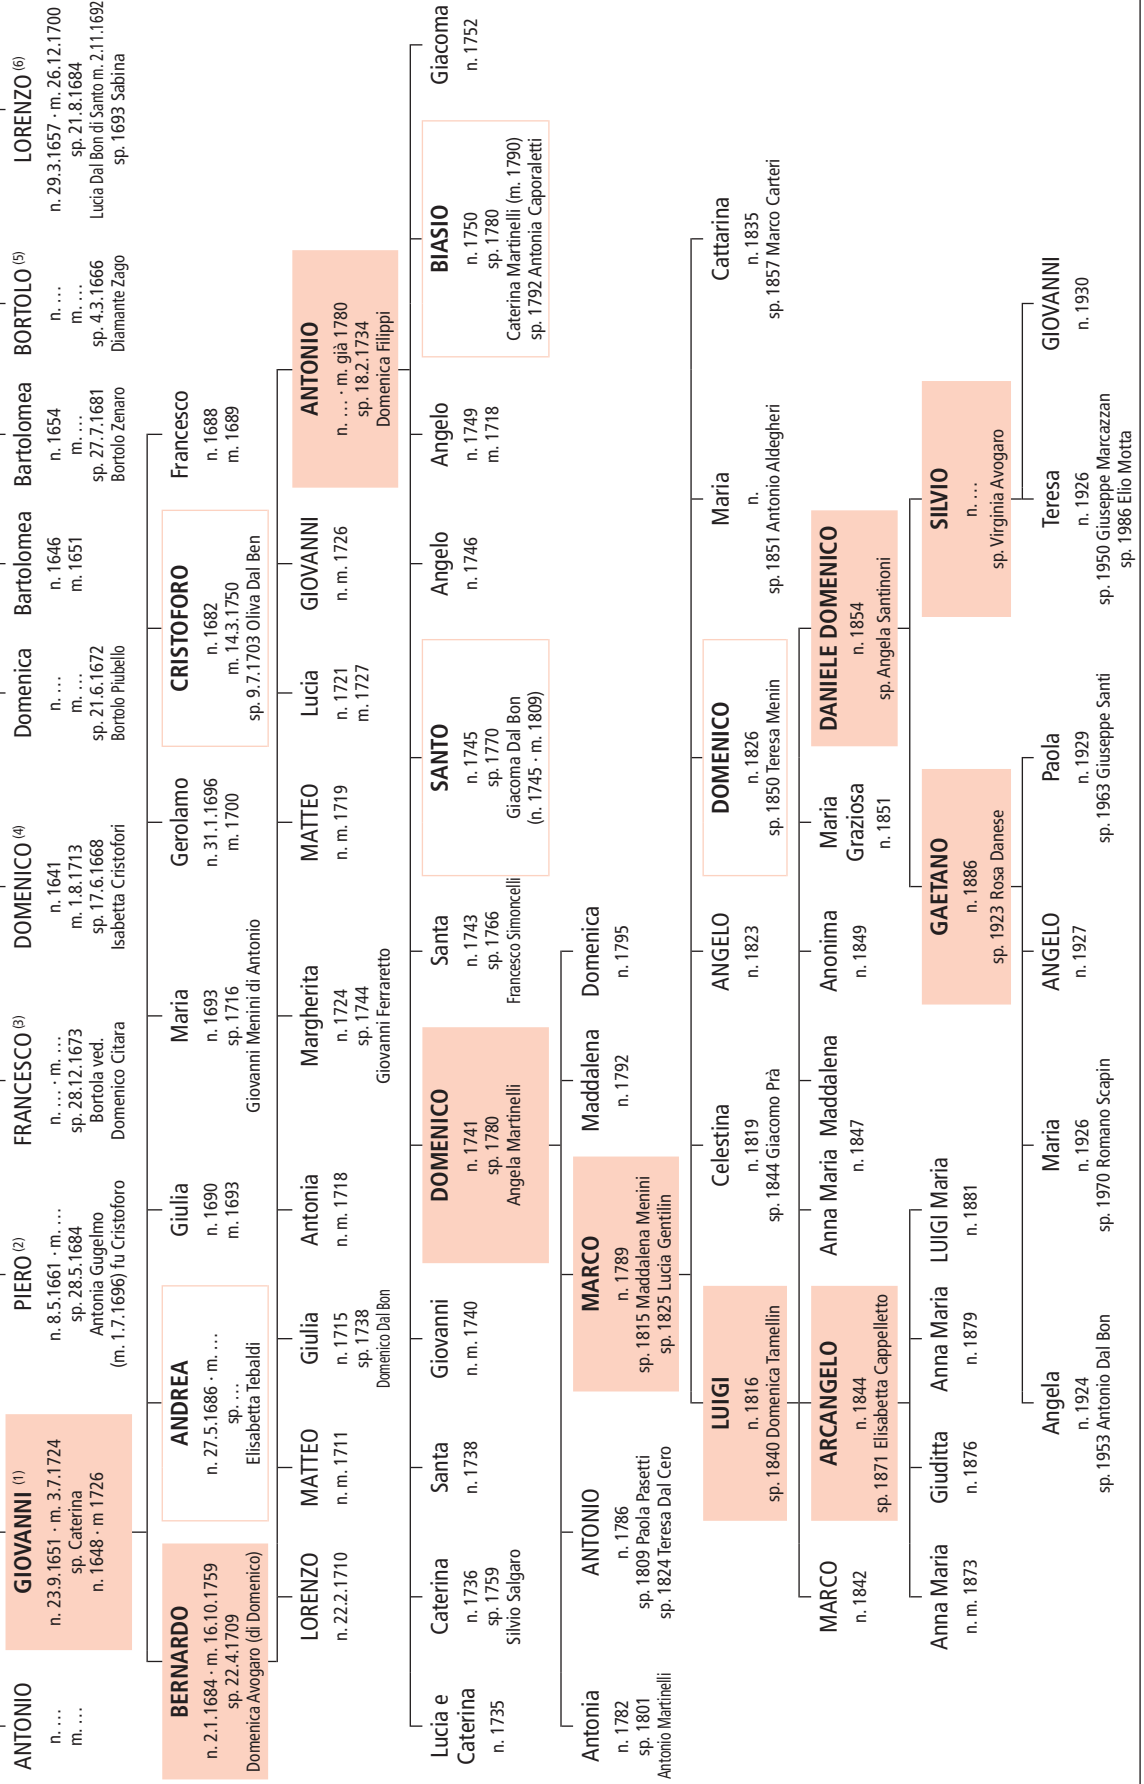 ANTONIO
n. …
m. …
GIOVANNI (1)
n. 23.9.1651 · m. 3.7.1724
sp. Caterina
n. 1648 · m 1726
PIERO (2)
n. 8.5.1661 · m. …
sp. 28.5.1684
Antonia Gugelmo
(m. 1.7.1696) fu Cristoforo
FRANCESCO (3)
n. … · m. …
sp. 28.12.1673
Bortola ved.
Domenico Citara
DOMENICO (4)
n. 1641
m. 1.8.1713
sp. 17.6.1668
Isabetta Cristofori
Domenica
n. …
m. …
sp. 21.6.1672
Bortolo Piubello
Bartolomea
n. 1646
m. 1651
Bartolomea
n. 1654
m. …
sp. 27.7.1681
Bortolo Zenaro
BORTOLO (5)
n. …
m. …
sp. 4.3.1666
Diamante Zago
LORENZO (6)
n. 29.3.1657 · m. 26.12.1700
sp. 21.8.1684
Lucia Dal Bon di Santo m. 2.11.1692
sp. 1693 Sabina
BERNARDO
n. 2.1.1684 · m. 16.10.1759
sp. 22.4.1709
Domenica Avogaro (di Domenico)
ANDREA
n. 27.5.1686 · m. …
sp. …
Elisabetta Tebaldi
Giulia
n. 1690
m. 1693
Maria
n. 1693
sp. 1716
Giovanni Menini di Antonio
Gerolamo
n. 31.1.1696
m. 1700
CRISTOFORO
n. 1682
m. 14.3.1750
sp. 9.7.1703 Oliva Dal Ben
Francesco
n. 1688
m. 1689
LORENZO
n. 22.2.1710
MATTEO
n. m. 1711
Giulia
n. 1715
sp. 1738
Domenico Dal Bon
Antonia
n. m. 1718
Margherita
n. 1724
sp. 1744
Giovanni Ferraretto
MATTEO
n. m. 1719
Lucia
n. 1721
m. 1727
GIOVANNI
n. m. 1726
ANTONIO
n. … · m. già 1780
sp. 18.2.1734
Domenica Filippi
Lucia e
Caterina
n. 1735
Caterina
n. 1736
sp. 1759
Silvio Salgaro
Santa
n. 1738
Giovanni
n. m. 1740
DOMENICO
n. 1741
sp. 1780
Angela Martinelli
Santa
n. 1743
sp. 1766
Francesco Simoncelli
SANTO
n. 1745
sp. 1770
Giacoma Dal Bon
(n. 1745 · m. 1809)
Angelo
n. 1746
Angelo
n. 1749
m. 1718
BIASIO
n. 1750
sp. 1780
Caterina Martinelli (m. 1790)
sp. 1792 Antonia Caporaletti
Giacoma
n. 1752
Antonia
n. 1782
sp. 1801
Antonio Martinelli
ANTONIO
n. 1786
sp. 1809 Paola Pasetti
sp. 1824 Teresa Dal Cero
MARCO
n. 1789
sp. 1815 Maddalena Menini
sp. 1825 Lucia Gentilin
Maddalena
n. 1792
Domenica
n. 1795
LUIGI
n. 1816
sp. 1840 Domenica Tamellin
Celestina
n. 1819
sp. 1844 Giacomo Prà
ANGELO
n. 1823
DOMENICO
n. 1826
sp. 1850 Teresa Menin
Maria
n.
sp. 1851 Antonio Aldegheri
Cattarina
n. 1835
sp. 1857 Marco Carteri
MARCO
n. 1842
ARCANGELO
n. 1844
sp. 1871 Elisabetta Cappelletto
Anna Maria Maddalena
n. 1847
Anonima
n. 1849
Maria
Graziosa
n. 1851
DANIELE DOMENICO
n. 1854
sp. Angela Santinoni
Anna Maria
n. m. 1873
Giuditta
n. 1876
Anna Maria
n. 1879
LUIGI Maria
n. 1881
GAETANO
n. 1886
sp. 1923 Rosa Danese
SILVIO
n. …
sp. Virginia Avogaro
Angela
n. 1924
sp. 1953 Antonio Dal Bon
Maria
n. 1926
sp. 1970 Romano Scapin
ANGELO
n. 1927
Paola
n. 1929
sp. 1963 Giuseppe Santi
Teresa
n. 1926
sp. 1950 Giuseppe Marcazzan
sp. 1986 Elio Motta
GIOVANNI
n. 1930